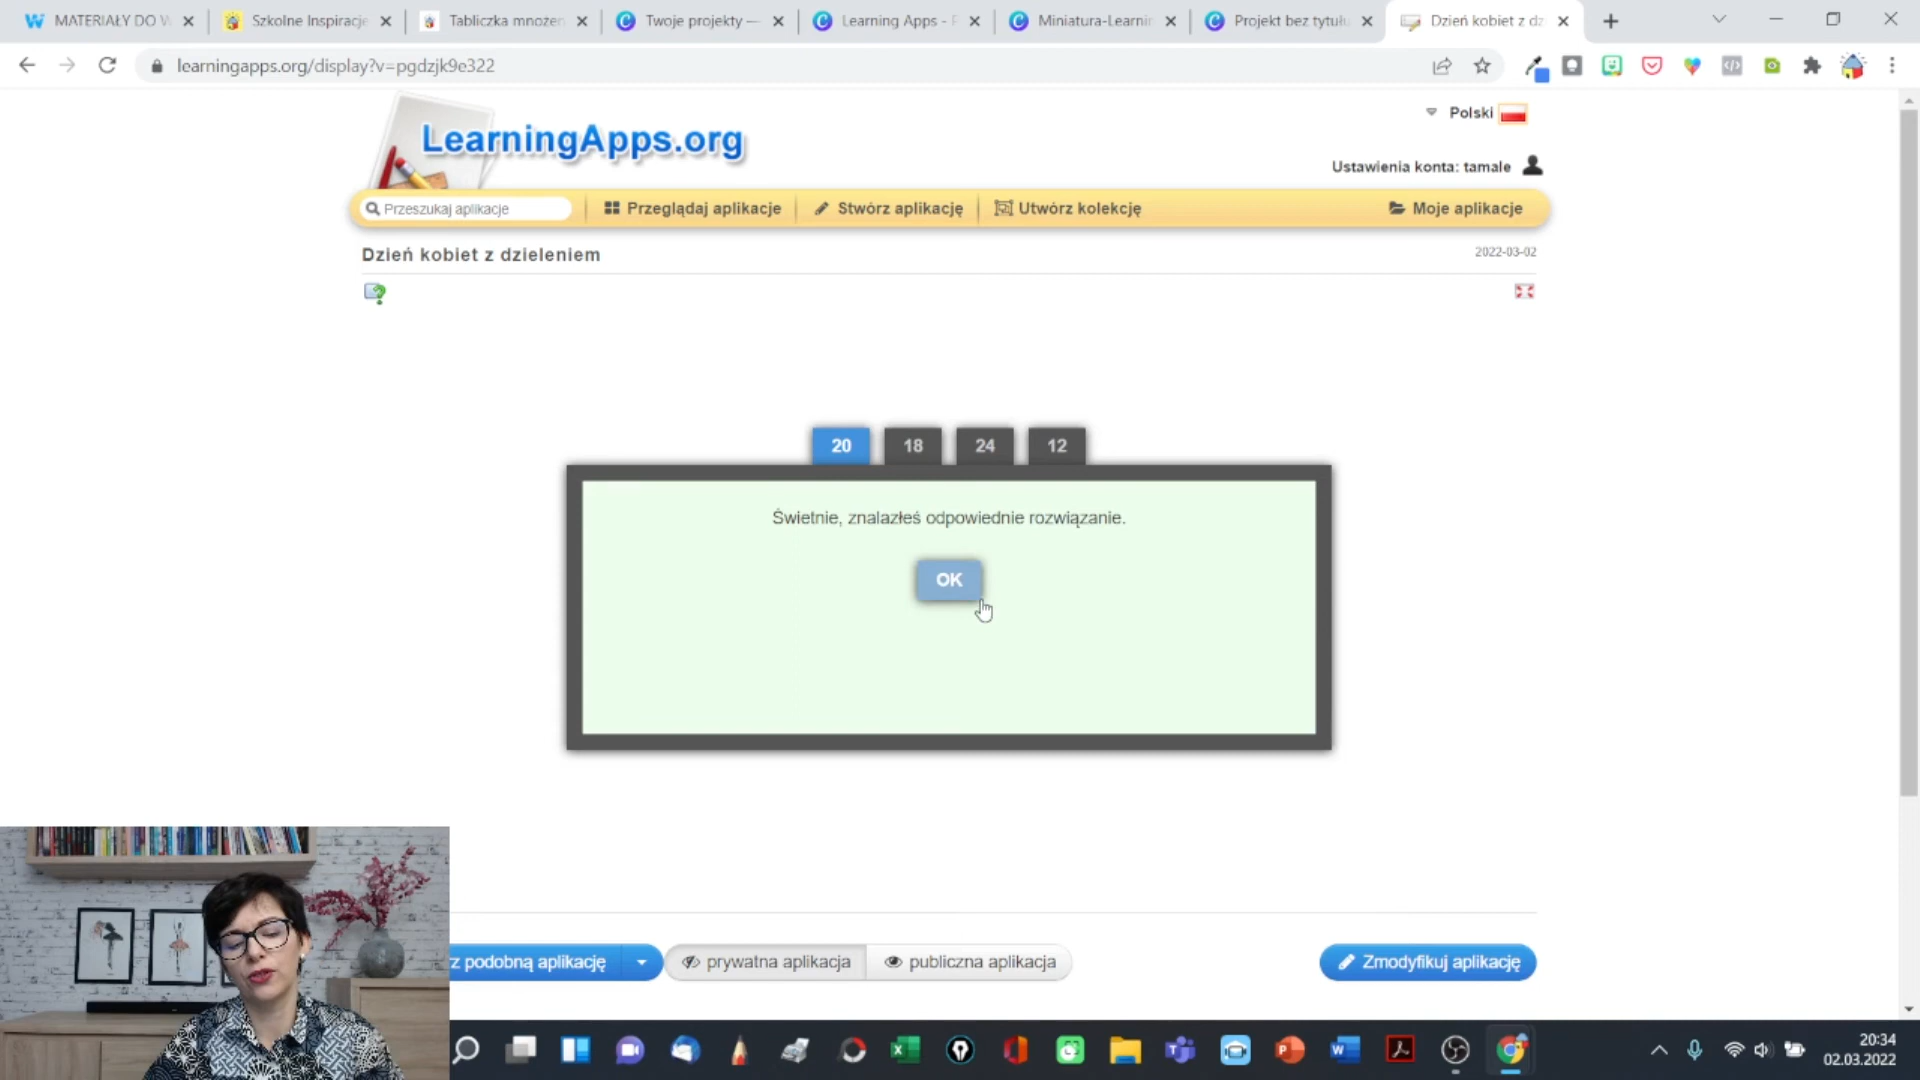 MATERIAŁY DO W
Szkolne Inspiracje
Tabliczka mnożen
Twoje projekty —
Learning Apps - P
Miniatura-Learnin
Projekt bez tytułu
Dzień kobiet z dz
learningapps.org/display?v=pgdzjk9e322
LearningApps.org
Polski
Ustawienia konta: tamale
Przeszukaj aplikacje
Przeglądaj aplikacje
Stwórz aplikację
Utwórz kolekcję
Moje aplikacje
Dzień kobiet z dzieleniem
2022-03-02
20 18 24 12
Świetnie, znalazłeś odpowiednie rozwiązanie.
OK
z podobną aplikację
prywatna aplikacja
publiczna aplikacja
Zmodyfikuj aplikację
20:34
02.03.2022